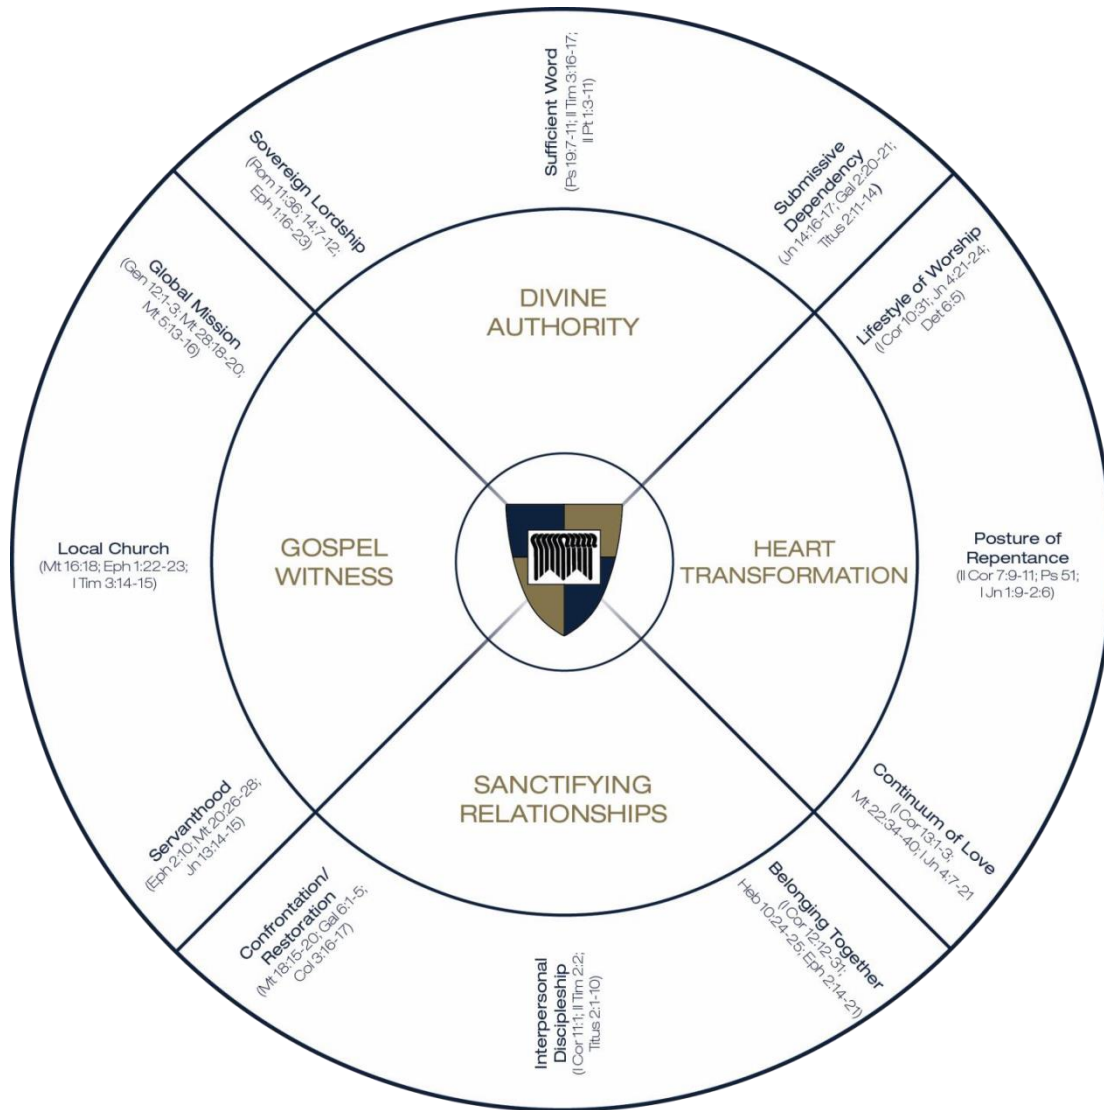 Sufficient Word
(Ps 19:7-11; II Tim 3:16-17;
II Pt 1:3-11)
Submissive
Dependency
(Jn 14:16-17; Gal 2:20-21;
Titus 2:11-14)
Lifestyle of Worship
(I Cor 10:31; Jn 4:21-24;
Det 6:5)
Posture of
Repentance
(II Cor 7:9-11; Ps 51;
I Jn 1:9-2:6)
Continuum of Love
(I Cor 13:1-3;
Mt 22:34-40; I Jn 4:7-21
Belonging Together
(I Cor 12:12-31;
Heb 10:24-25; Eph 2:14-21)
Interpersonal
Discipleship
(I Cor 11:1; II Tim 2:2;
Titus 2:1-10)
Confrontation/
Restoration
(Mt 18:15-20; Gal 6:1-5;
Col 3:16-17)
Servanthood
(Eph 2:10; Mt 20:26-28;
Jn 13:14-15)
Local Church
(Mt 16:18; Eph 1:22-23;
I Tim 3:14-15)
Global Mission
(Gen 12:1-3; Mt 28:18-20;
Mt 5:13-16)
Sovereign Lordship
(Rom 11:36; 14:7-12;
Eph 1:16-23)
DIVINE
AUTHORITY
HEART
TRANSFORMATION
SANCTIFYING
RELATIONSHIPS
GOSPEL
WITNESS